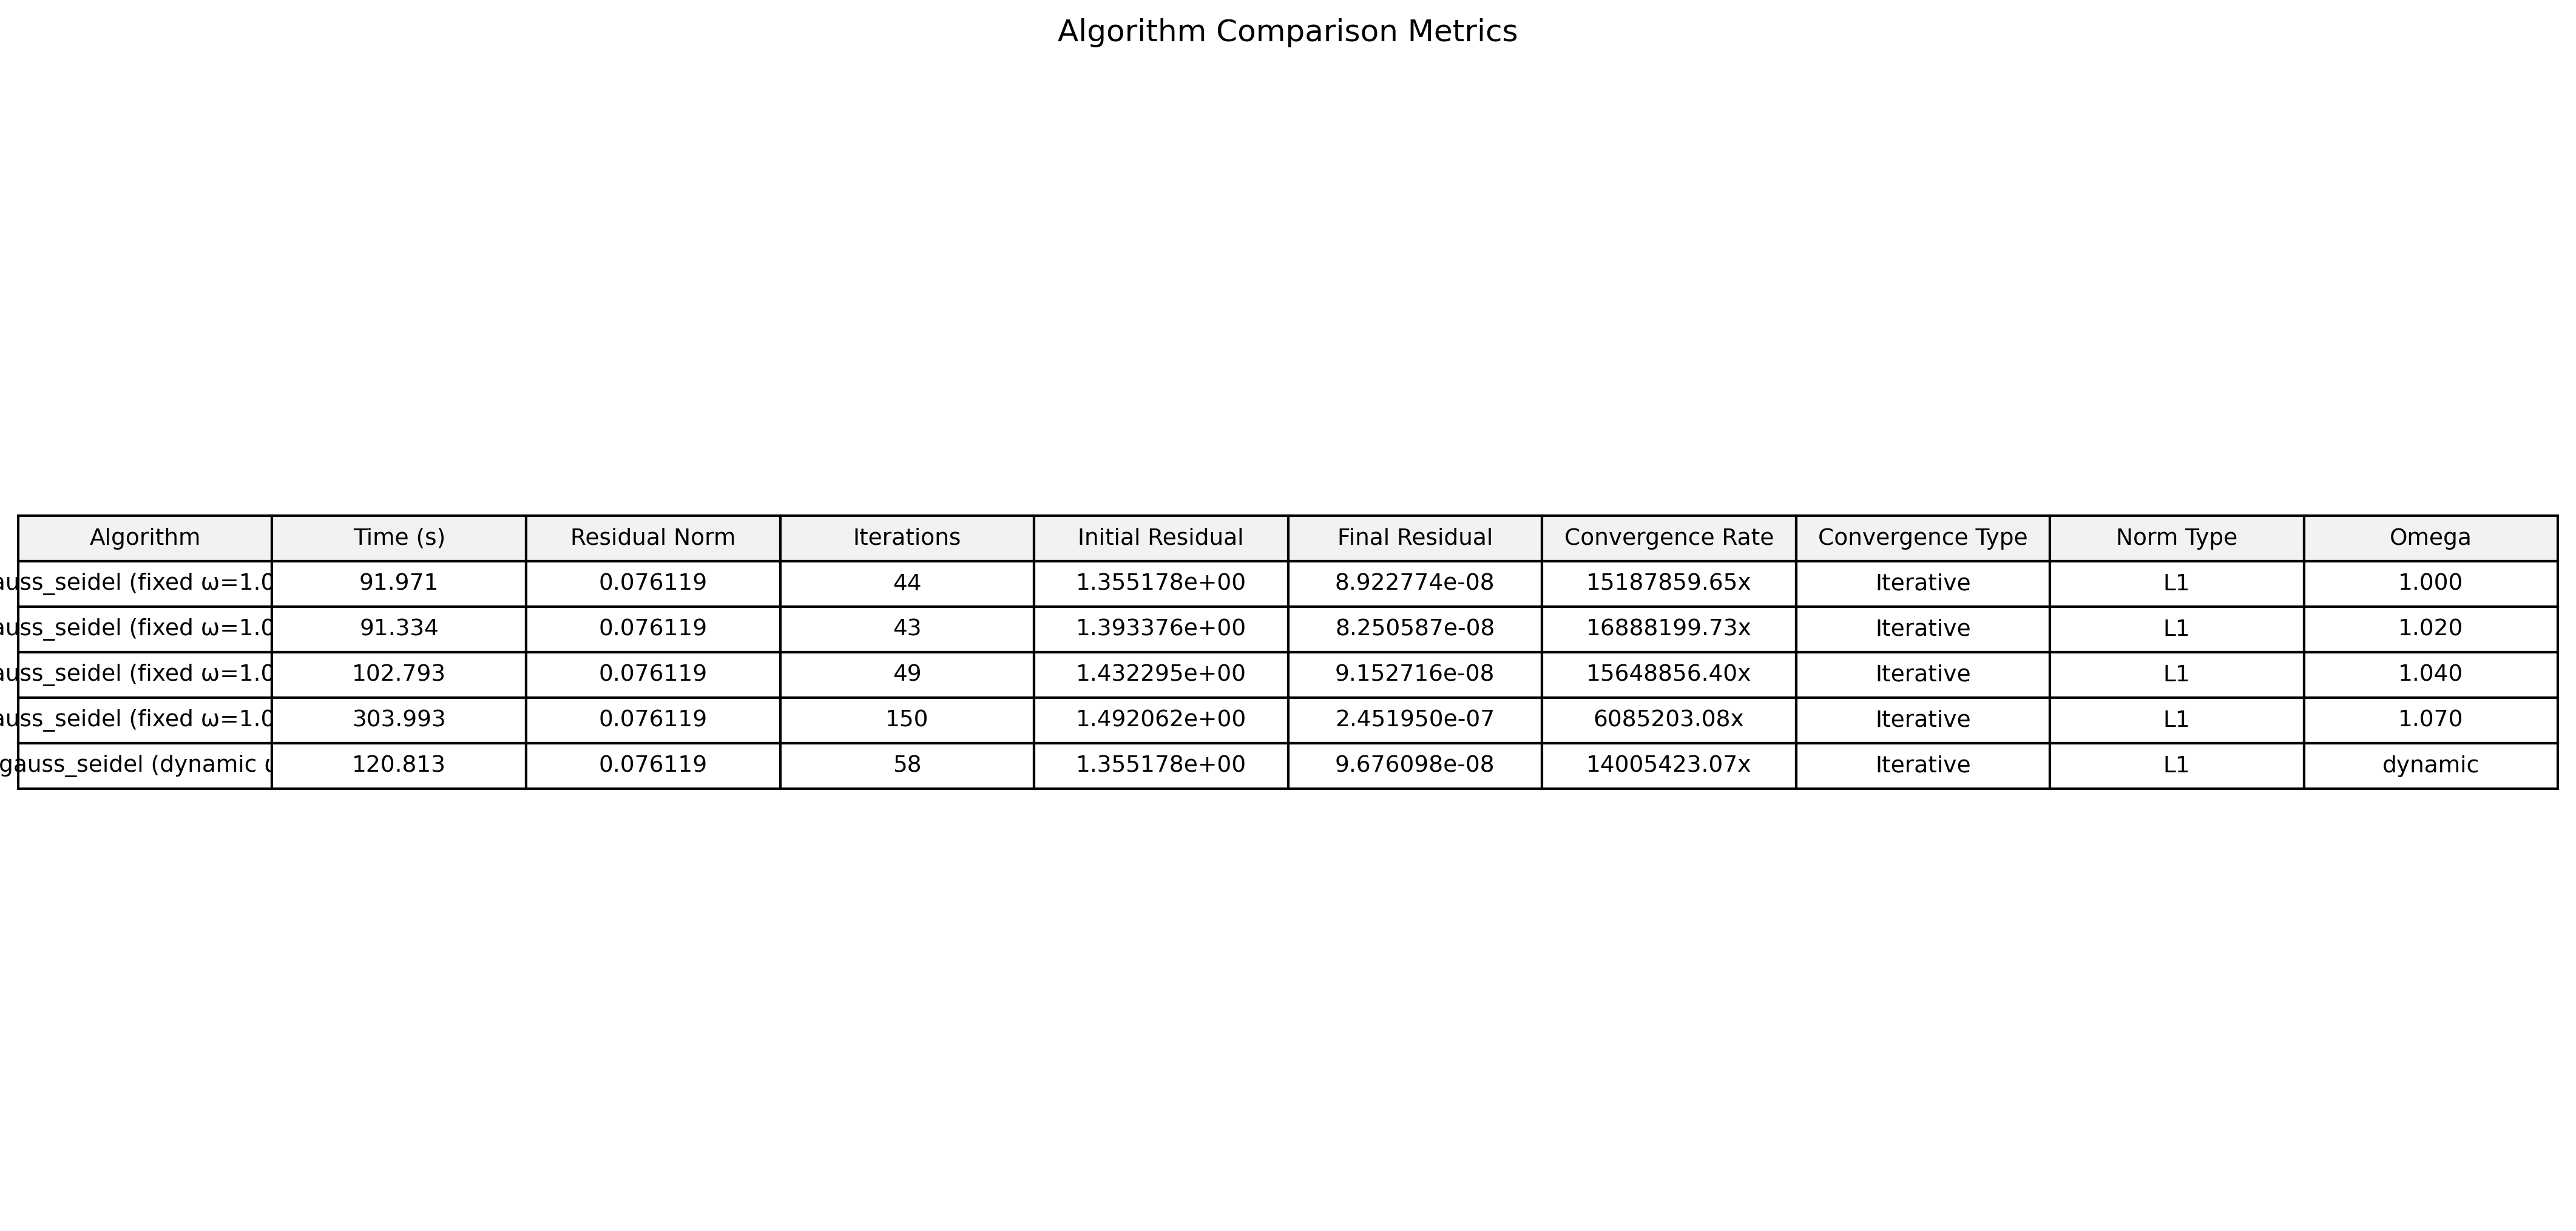 Algorithm Comparison Metrics
Algorithm Time (s) Residual Norm Iterations Initial Residual Final Residual Convergence Rate Convergence Type Norm Type Omega
auss_seidel (fixed ω=1.0 91.971 0.076119 44 1.355178e+00 8.922774e-08 15187859.65x Iterative L1 1.000
auss_seidel (fixed ω=1.0 91.334 0.076119 43 1.393376e+00 8.250587e-08 16888199.73x Iterative L1 1.020
auss_seidel (fixed ω=1.0 102.793 0.076119 49 1.432295e+00 9.152716e-08 15648856.40x Iterative L1 1.040
auss_seidel (fixed ω=1.0 303.993 0.076119 150 1.492062e+00 2.451950e-07 6085203.08x Iterative L1 1.070
gauss_seidel (dynamic 120.813 0.076119 58 1.355178e+00 9.676098e-08 14005423.07x Iterative L1 dynamic